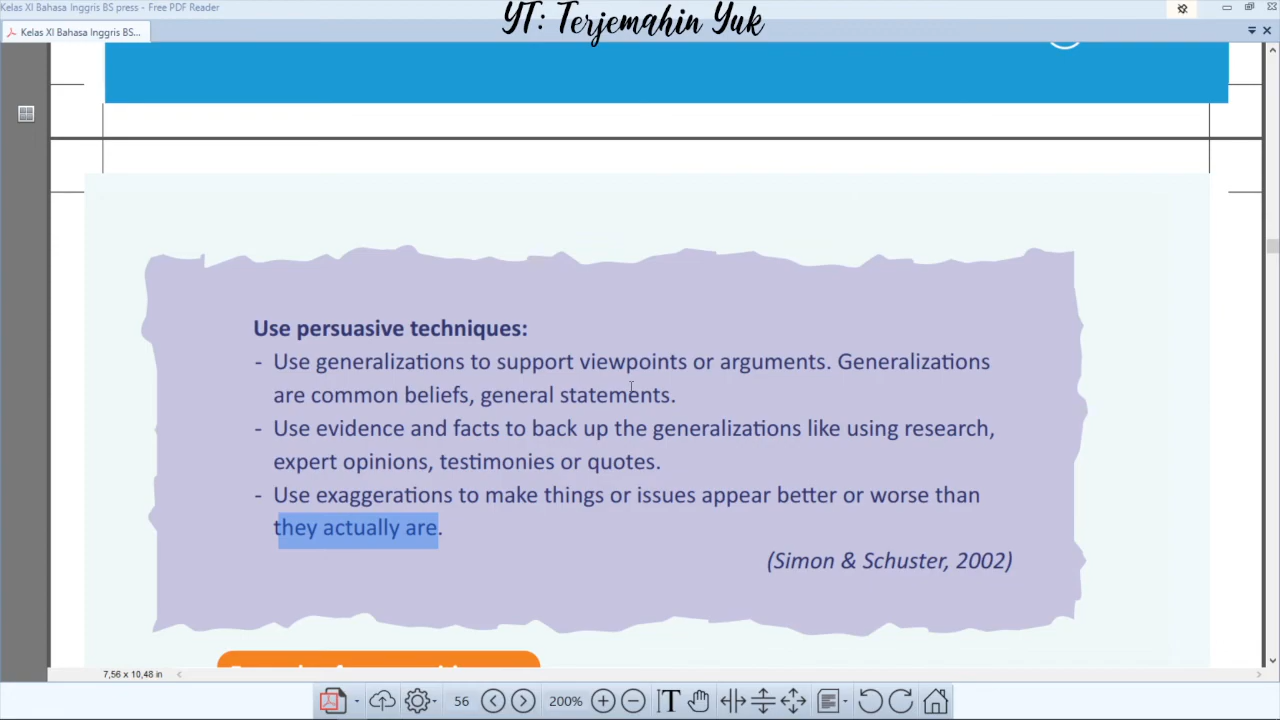 Kelas XI Bahasa Inggris BS press - Free PDF Reader
YT: Terjemahin Yuk
Kelas XI Bahasa Inggris BS...
Use persuasive techniques:
- Use generalizations to support viewpoints or arguments. Generalizations
are common beliefs, general statements.
- Use evidence and facts to back up the generalizations like using research,
expert opinions, testimonies or quotes.
- Use exaggerations to make things or issues appear better or worse than
they actually are.
(Simon & Schuster, 2002)
7,56 x 10,48 in
56
200%